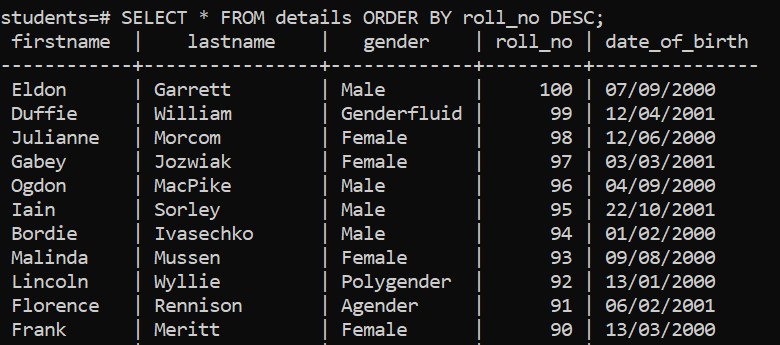 students=# SELECT * FROM details ORDER BY roll_no DESC;
firstname | lastname | gender | roll_no | date_of_birth
-----------+---------------+-------------+---------+---------------
Eldon | Garrett | Male | 100 | 07/09/2000
Duffie | William | Genderfluid | 99 | 12/04/2001
Julianne | Morcom | Female | 98 | 12/06/2000
Gabey | Jozwiak | Female | 97 | 03/03/2001
Ogdon | MacPike | Male | 96 | 04/09/2000
Iain | Sorley | Male | 95 | 22/10/2001
Bordie | Ivasechko | Male | 94 | 01/02/2000
Malinda | Mussen | Female | 93 | 09/08/2000
Lincoln | Wyllie | Polygender | 92 | 13/01/2000
Florence | Rennison | Agender | 91 | 06/02/2001
Frank | Meritt | Female | 90 | 13/03/2000